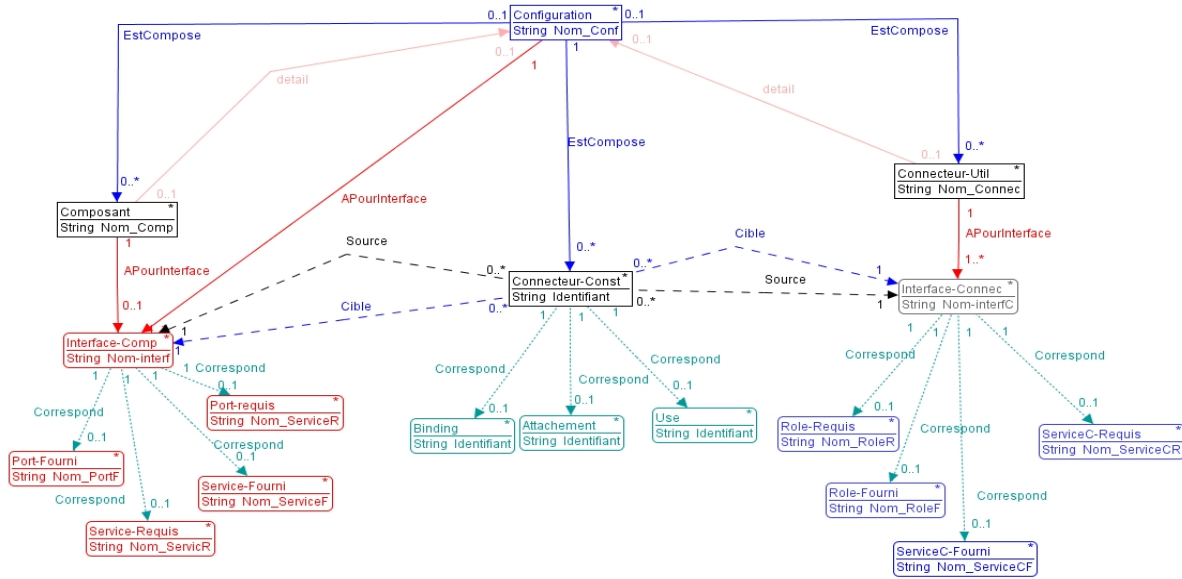 0..1
Configuration *
0..1
String Nom_Conf
EstCompose
0..1
1
1
0..1
EstCompose
detail
detail
EstCompose
0..*
0..1
0..1
0..*
Connecteur-Util *
String Nom_Connec
Composant *
String Nom_Comp
APourInterface
1
1
Source
Cible
APourInterface
APourInterface
0..*
0..*
0..*
Source
1
1..*
Connecteur-Const *
String Identifiant
Interface-Connec *
String Nom-interfC
0..1
Cible
0..*
0..*
1
1
Interface-Comp *
String Nom-interf
1
1 1 1 1
1 1 1
1 1 1 1
Correspond
Correspond
Correspond
Correspond
Correspond
Correspond
0..1
0..1
0..1
Port-requis *
String Nom_ServiceR
Correspond
0..1
0..1
0..1
0..1
Binding *
String Identifiant
Attachement *
String Identifiant
Use *
String Identifiant
Role-Requis *
String Nom_RoleR
ServiceC-Requis *
String Nom_ServiceCR
0..1
Correspond
0..1
Correspond
Correspond
Port-Fourni *
String Nom_PortF
Service-Fourni *
String Nom_ServiceF
0..1
Role-Fourni *
String Nom_RoleF
Correspond
0..1
0..1
Service-Requis *
String Nom_ServicR
ServiceC-Fourni *
String Nom_ServiceCF